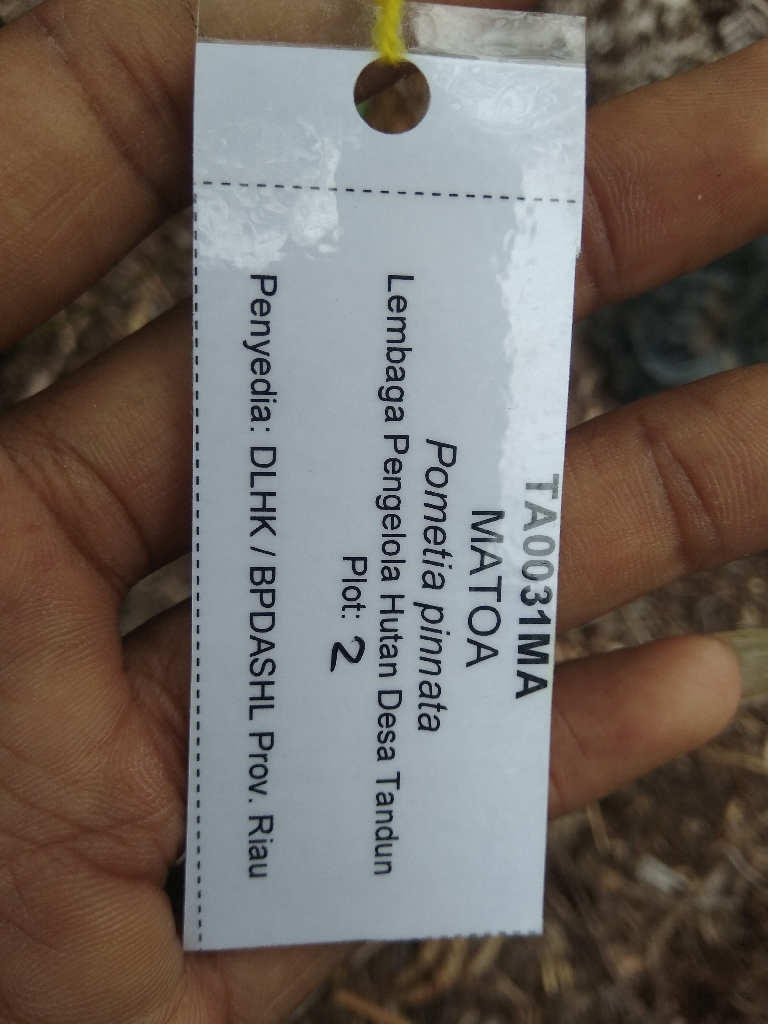 TA0031MA
MATOA
Pometia pinnata
Lembaga Pengelola Hutan Desa Tandun
Plot: 2
Penyedia: DLHK / BPDASHL Prov. Riau